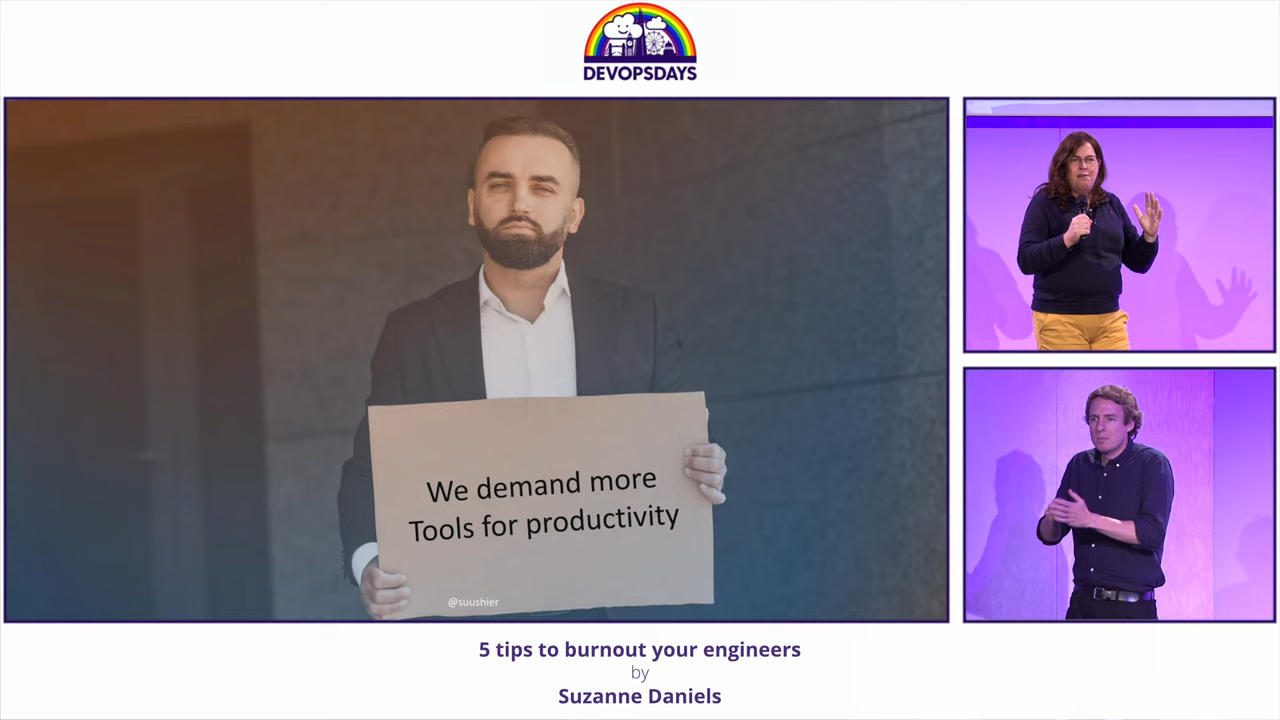 DEVOPSDAYS
We demand more
Tools for productivity
@suushier
5 tips to burnout your engineers
by
Suzanne Daniels